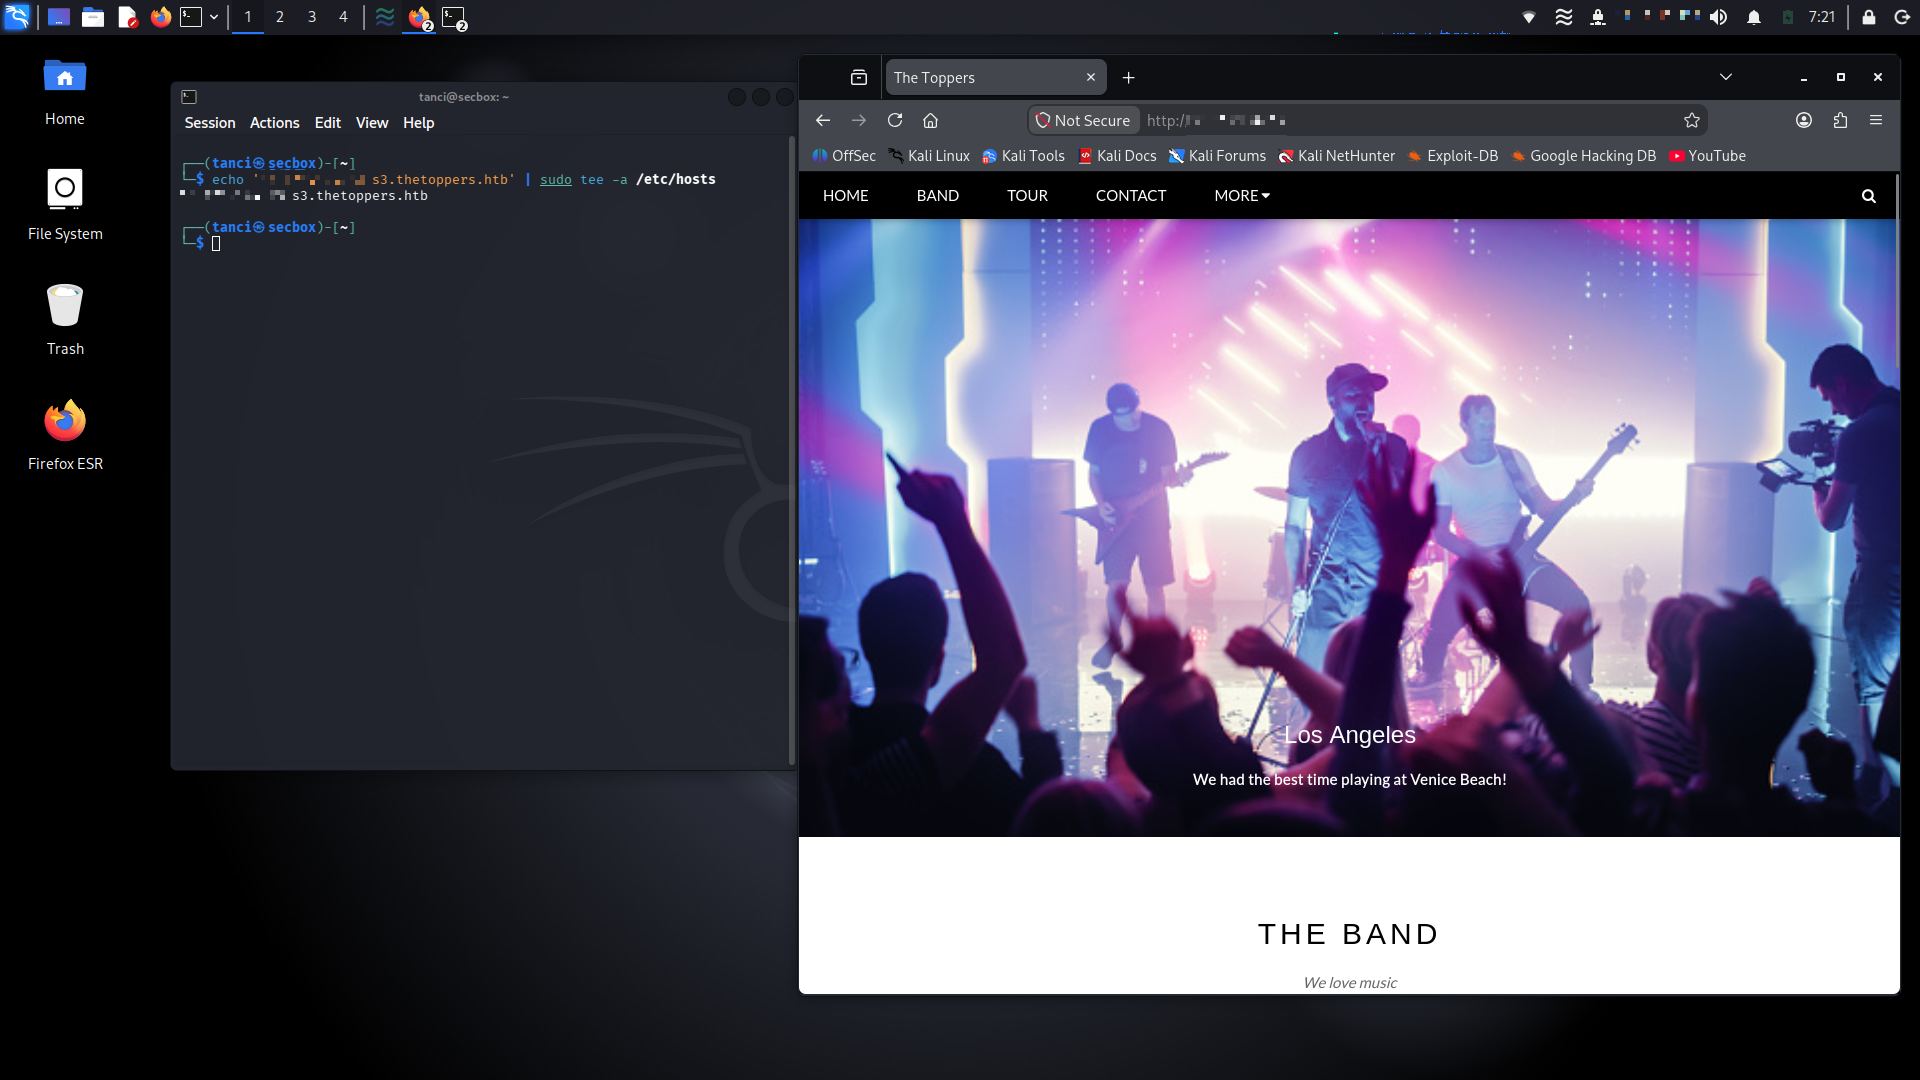 1 2 3 4
2 2
7:21
Home
File System
Trash
Firefox ESR
tanci@secbox: ~
Session Actions Edit View Help
┌──(tanci㉿secbox)-[~]
└─$ echo ' s3.thetoppers.htb' | sudo tee -a /etc/hosts
s3.thetoppers.htb
┌──(tanci㉿secbox)-[~]
└─$
The Toppers
Not Secure http://
OffSec Kali Linux Kali Tools Kali Docs Kali Forums Kali NetHunter Exploit-DB Google Hacking DB YouTube
HOME BAND TOUR CONTACT MORE
Los Angeles
We had the best time playing at Venice Beach!
THE BAND
We love music